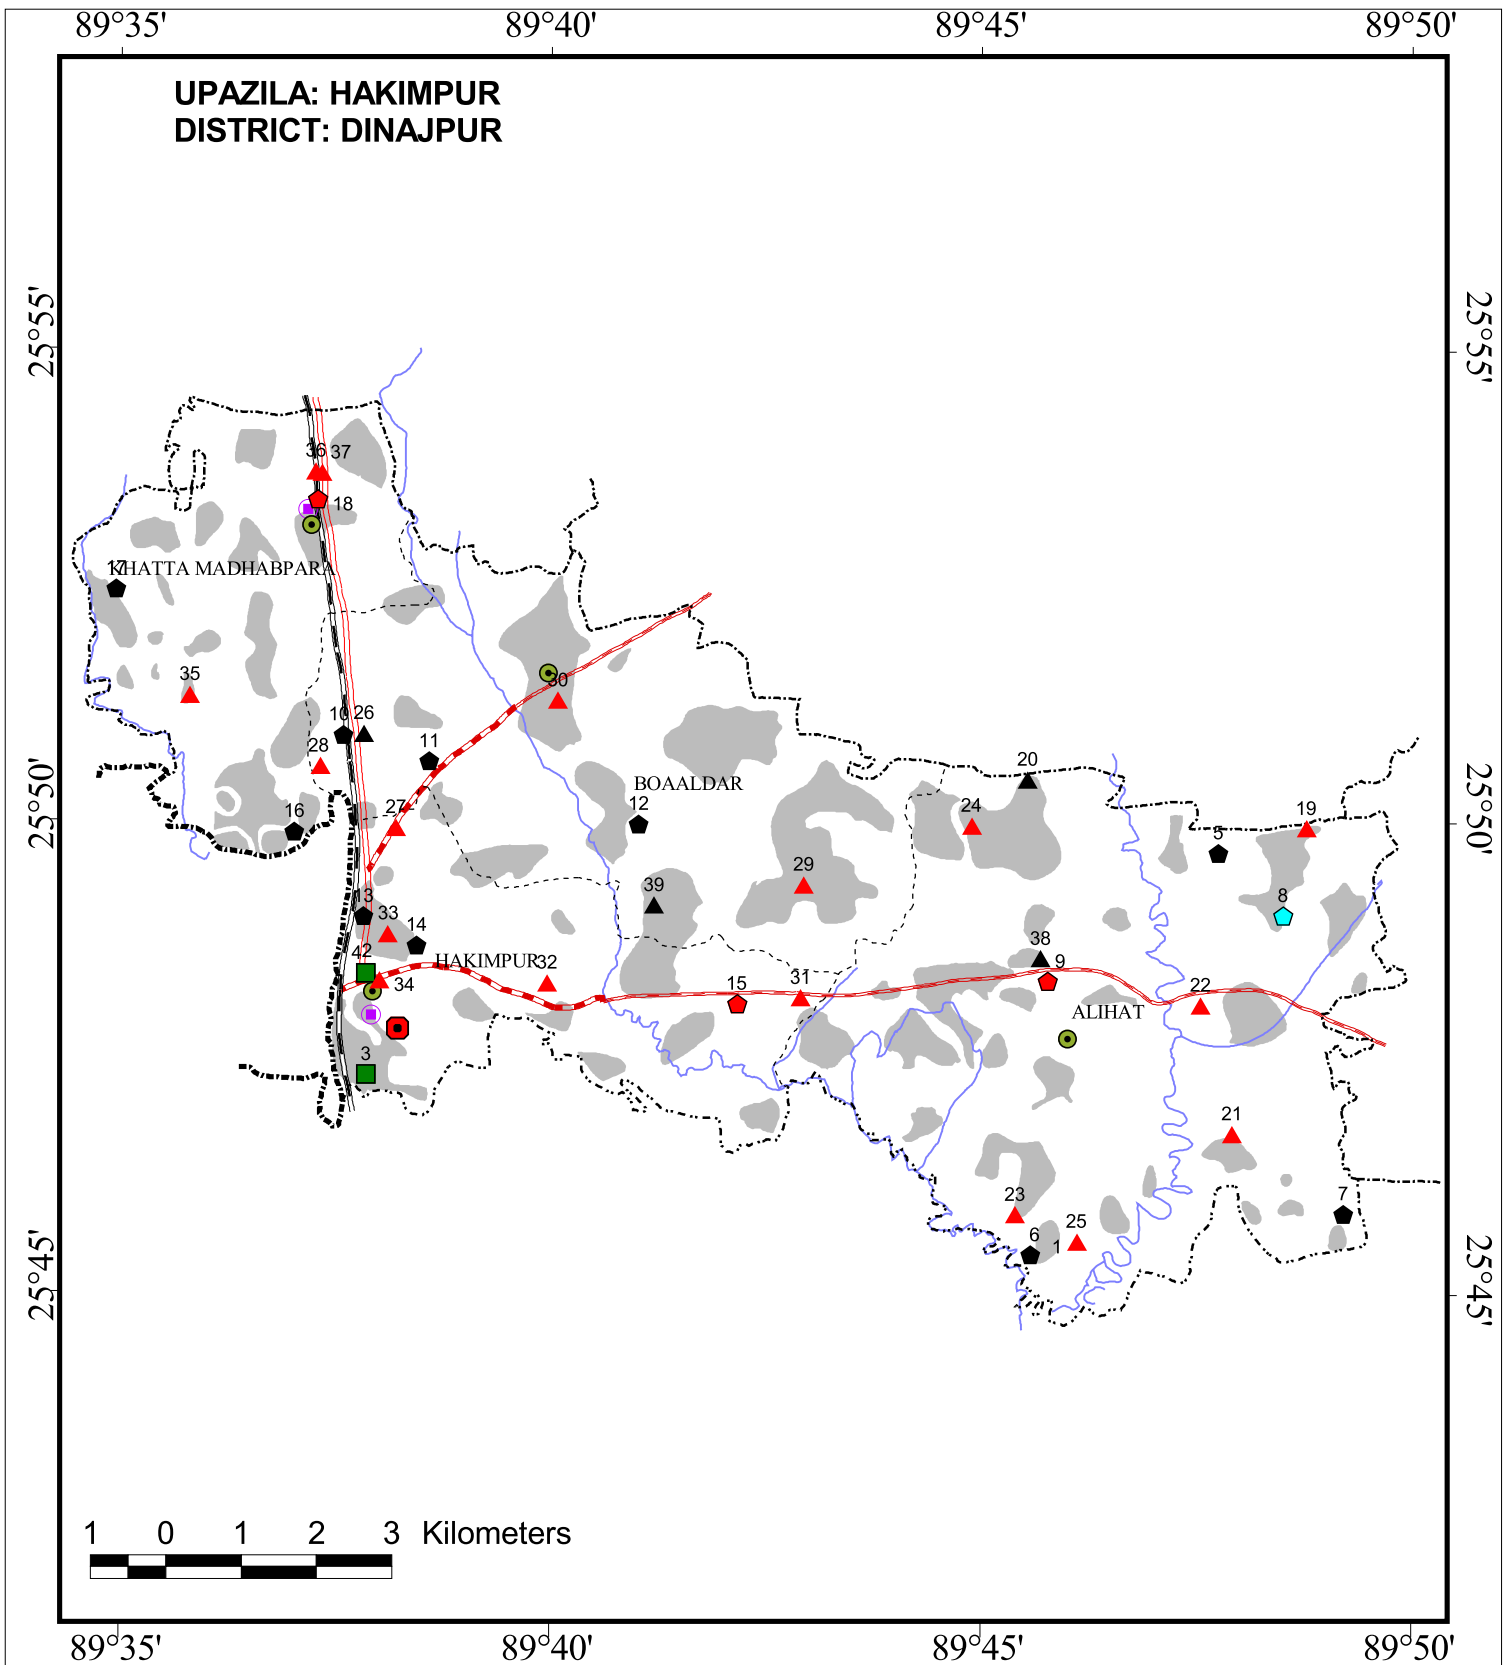 89°35' 89°40' 89°45' 89°50'
UPAZILA: HAKIMPUR
DISTRICT: DINAJPUR
25°55' 25°55'
36 37
18
17 KHATTA MADHABPARA
35
30
10 26
28 11
BOAALDAR
20
12
16 27 24 19
25°50' 25°50'
5
29
39 8
13 33 14
42 HAKIMPUR 32
38
9
34 15 31 22
ALIHAT
3
21
23 7
6 1 25
25°45' 25°45'
1 0 1 2 3 Kilometers
89°35' 89°40' 89°45' 89°50'